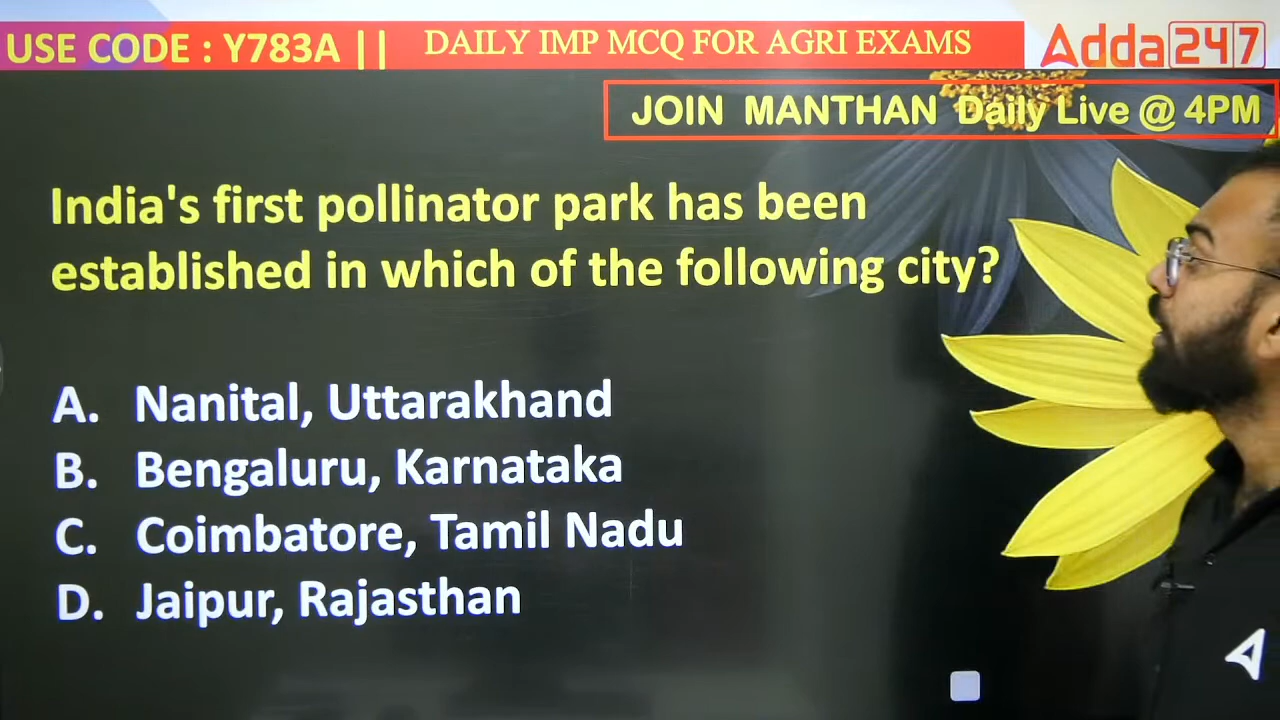 USE CODE : Y783A || DAILY IMP MCQ FOR AGRI EXAMS Adda247
JOIN MANTHAN Daily Live @ 4PM
India's first pollinator park has been
established in which of the following city?
A. Nanital, Uttarakhand
B. Bengaluru, Karnataka
C. Coimbatore, Tamil Nadu
D. Jaipur, Rajasthan